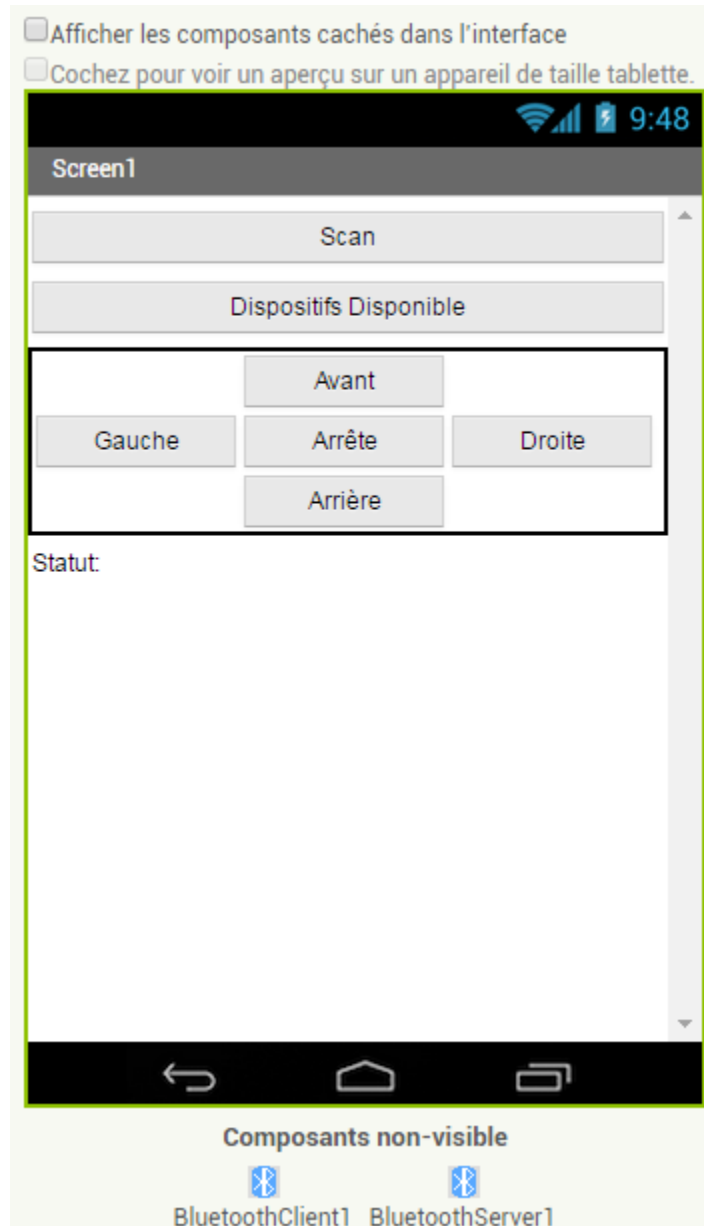 Afficher les composants cachés dans l'interface
Cochez pour voir un aperçu sur un appareil de taille tablette.
9:48
Screen1
Scan
Dispositifs Disponible
Avant
Gauche Arrête Droite
Arrière
Statut:
Composants non-visible
BluetoothClient1 BluetoothServer1